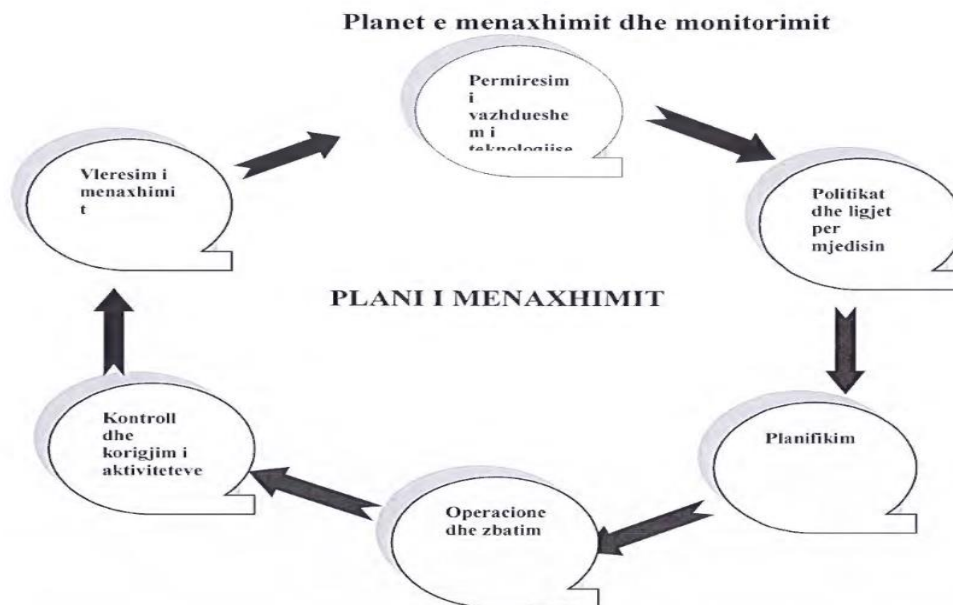 Planet e menaxhimit dhe monitorimit
Permiresim
i
vazhdueshe
m i
teknologjise
Politikat
dhe ligjet
per
mjedisin
Planifikim
Operacione
dhe zbatim
Kontroll
dhe
korigjim i
aktiviteteve
Vleresim i
menaxhimi
t
PLANI I MENAXHIMIT